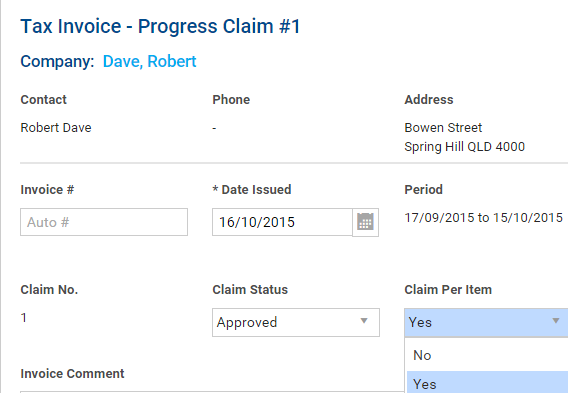 Tax Invoice - Progress Claim #1
Company: Dave, Robert
Contact Phone Address
Robert Dave - Bowen Street
Spring Hill QLD 4000
Invoice # * Date Issued Period
Auto # 16/10/2015 17/09/2015 to 15/10/2015
Claim No. Claim Status Claim Per Item
1 Approved Yes
No
Yes
Invoice Comment